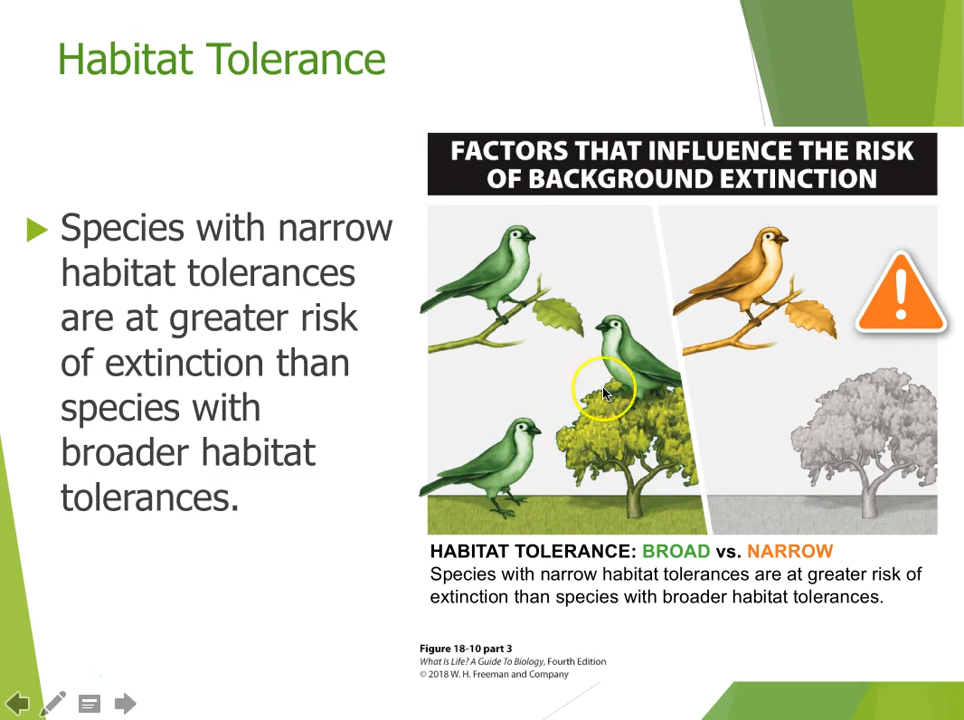 Habitat Tolerance
Species with narrow
habitat tolerances
are at greater risk
of extinction than
species with
broader habitat
tolerances.
FACTORS THAT INFLUENCE THE RISK
OF BACKGROUND EXTINCTION
HABITAT TOLERANCE: BROAD vs. NARROW
Species with narrow habitat tolerances are at greater risk of
extinction than species with broader habitat tolerances.
Figure 18-10 part 3
What Is Life? A Guide To Biology, Fourth Edition
© 2018 W. H. Freeman and Company